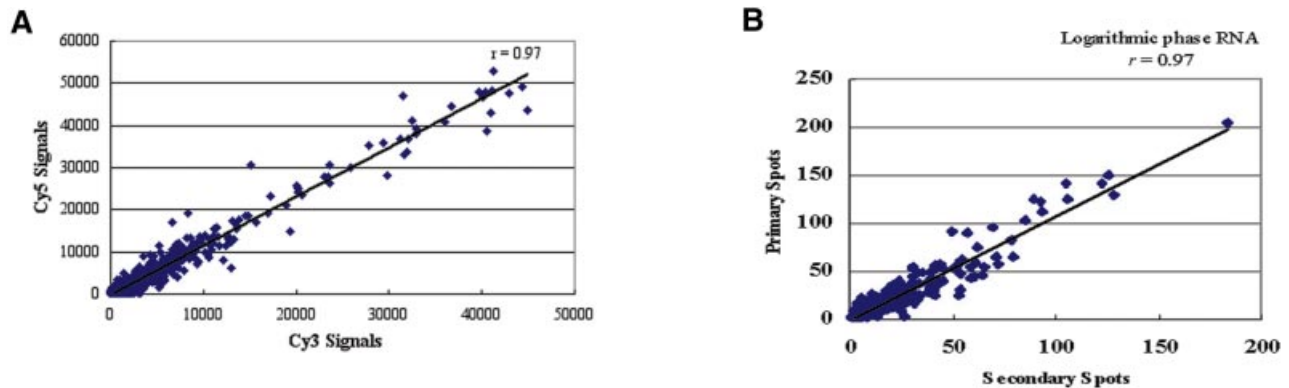 A
60000
50000
40000
30000
20000
10000
0
Cy5 Signals
r = 0.97
0 10000 20000 30000 40000 50000
Cy3 Signals
B
Logarithmic phase RNA
r = 0.97
250
200
150
100
50
0
Primary Spots
0 50 100 150 200
Secondary Spots